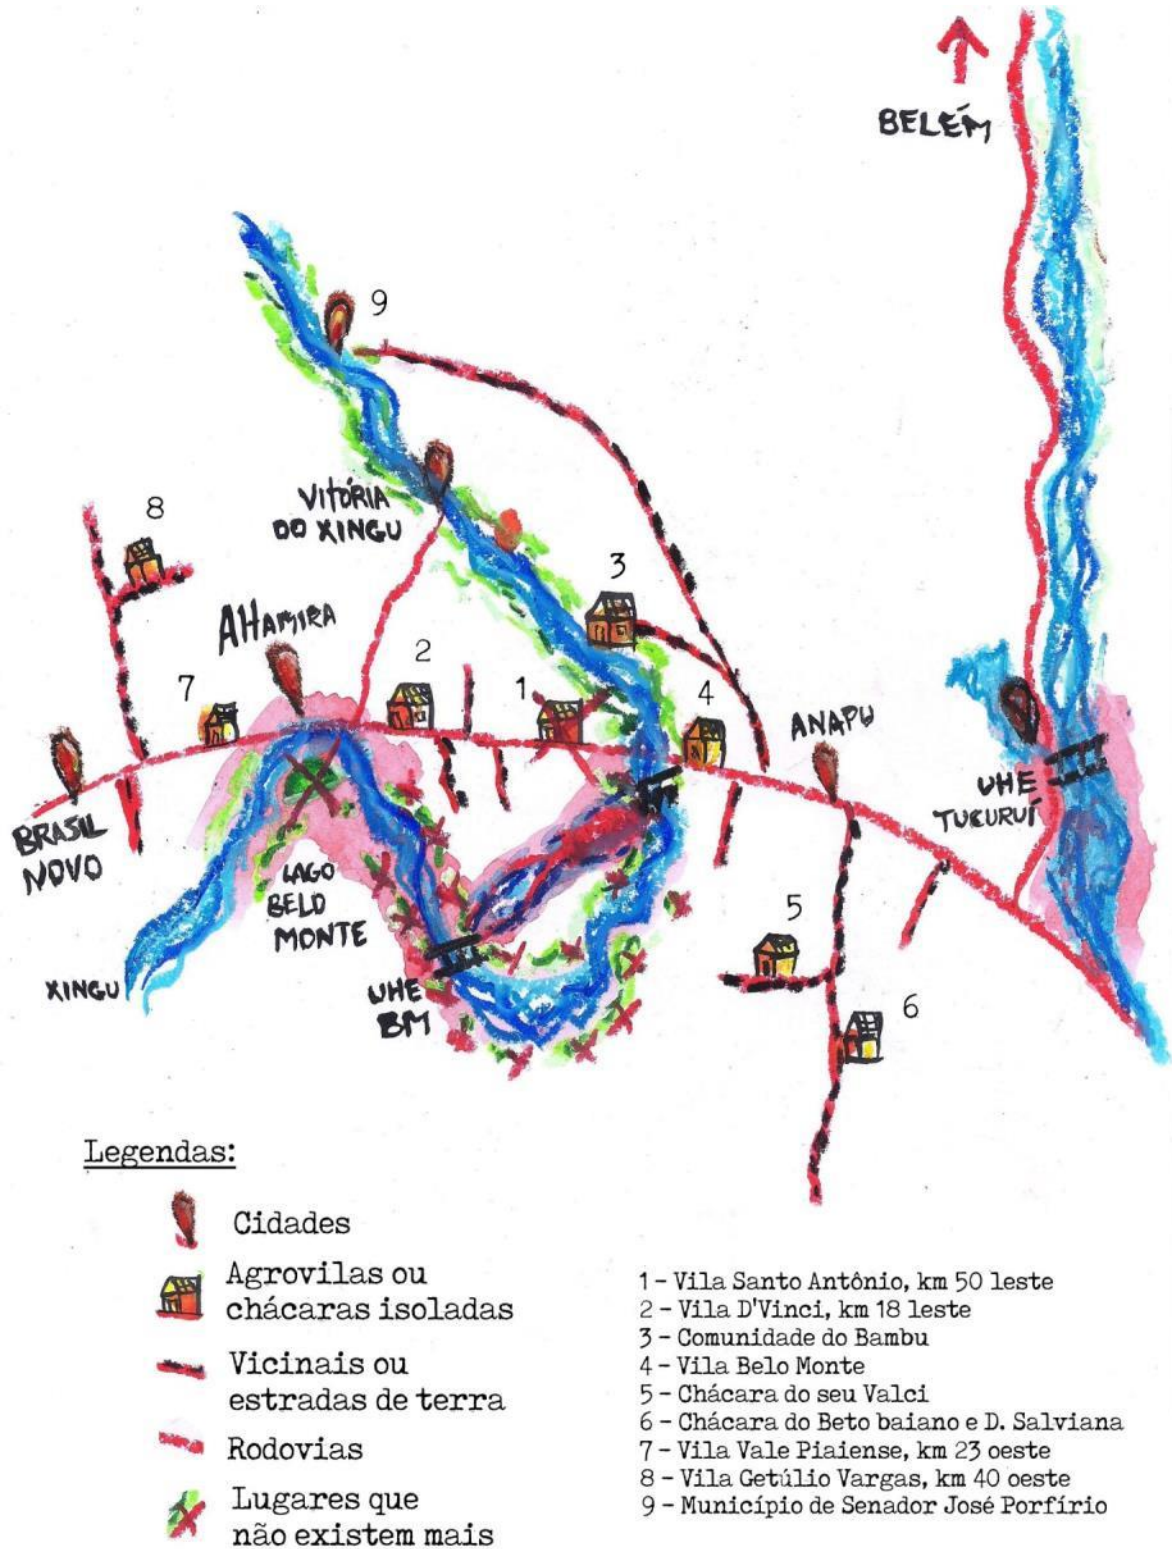 BELÉM
9
VITÓRIA
DO XINGU
8
3
AltamirA
2
7
1
4
ANAPU
UHE
TUCURUÍ
BRASIL
NOVO
LAGO
BELO
MONTE
5
XINGU
UHE
BM
6
Legendas:
Cidades
Agrovilas ou
chácaras isoladas
Vicinais ou
estradas de terra
Rodovias
Lugares que
não existem mais
1 - Vila Santo Antônio, km 50 leste
2 - Vila D'Vinci, km 18 leste
3 - Comunidade do Bambu
4 - Vila Belo Monte
5 - Chácara do seu Valci
6 - Chácara do Beto baiano e D. Salviana
7 - Vila Vale Piaiense, km 23 oeste
8 - Vila Getúlio Vargas, km 40 oeste
9 - Município de Senador José Porfírio